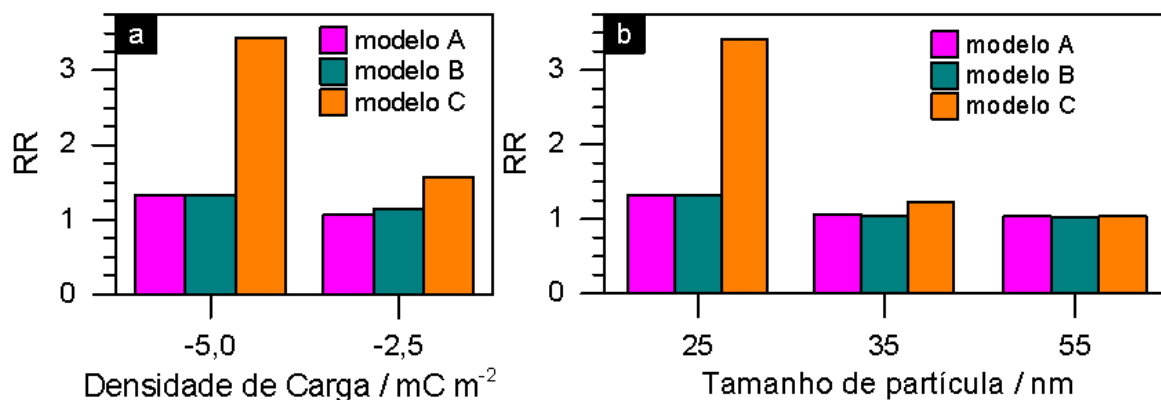 a
modelo A
modelo B
modelo C
3
2
1
0
RR
-5,0
-2,5
Densidade de Carga / mC m⁻²
b
modelo A
modelo B
modelo C
3
2
1
0
RR
25
35
55
Tamanho de partícula / nm